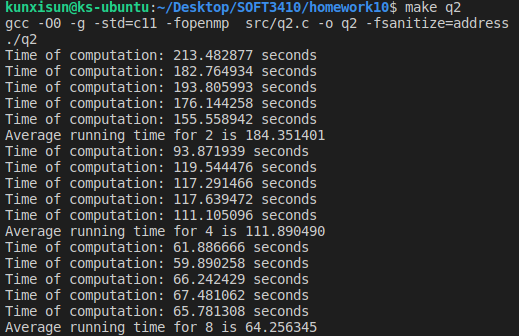 kunxisun@ks-ubuntu:~/Desktop/SOFT3410/homework10$ make q2
gcc -O0 -g -std=c11 -fopenmp  src/q2.c -o q2 -fsanitize=address
./q2
Time of computation: 213.482877 seconds
Time of computation: 182.764934 seconds
Time of computation: 193.805993 seconds
Time of computation: 176.144258 seconds
Time of computation: 155.558942 seconds
Average running time for 2 is 184.351401
Time of computation: 93.871939 seconds
Time of computation: 119.544476 seconds
Time of computation: 117.291466 seconds
Time of computation: 117.639472 seconds
Time of computation: 111.105096 seconds
Average running time for 4 is 111.890490
Time of computation: 61.886666 seconds
Time of computation: 59.890258 seconds
Time of computation: 66.242429 seconds
Time of computation: 67.481062 seconds
Time of computation: 65.781308 seconds
Average running time for 8 is 64.256345